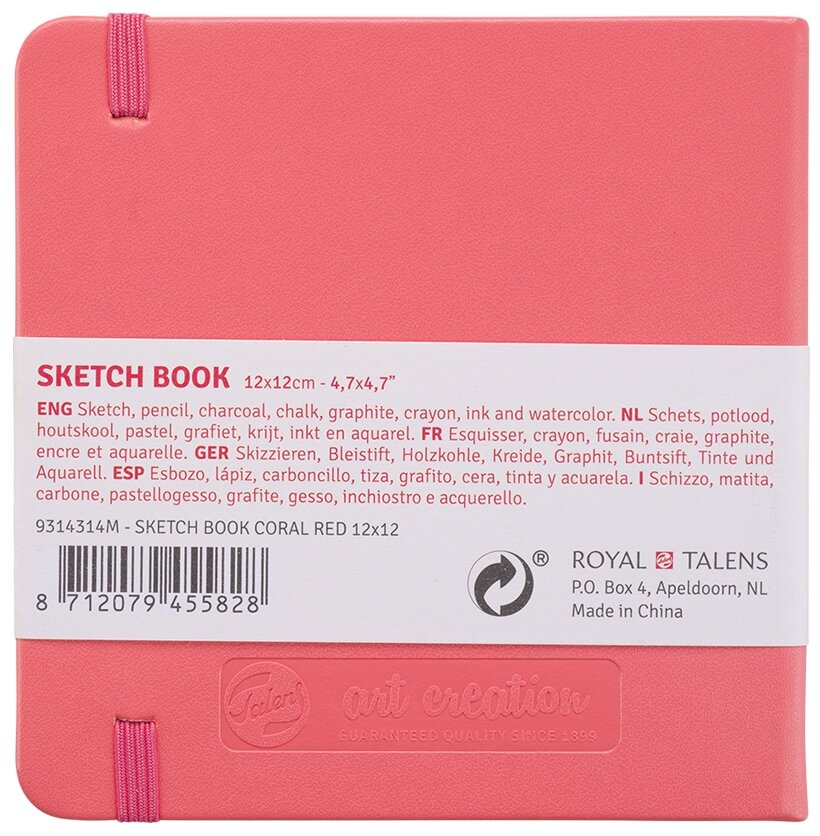 SKETCH BOOK 12x12cm - 4,7x4,7”
ENG Sketch, pencil, charcoal, chalk, graphite, crayon, ink and watercolor. NL Schets, potlood,
houtskool, pastel, grafiet, krijt, inkt en aquarel. FR Esquisser, crayon, fusain, craie, graphite,
encre et aquarelle. GER Skizzieren, Bleistift, Holzkohle, Kreide, Graphit, Buntsift, Tinte und
Aquarell. ESP Esbozo, lápiz, carboncillo, tiza, grafito, cera, tinta y acuarela. I Schizzo, matita,
carbone, pastellogesso, grafite, gesso, inchiostro e acquerello.
9314314M - SKETCH BOOK CORAL RED 12x12
8 712079 455828
®
ROYAL TALENS
P.O. Box 4, Apeldoorn, NL
Made in China
Talens art creation
GUARANTEED QUALITY SINCE 1899